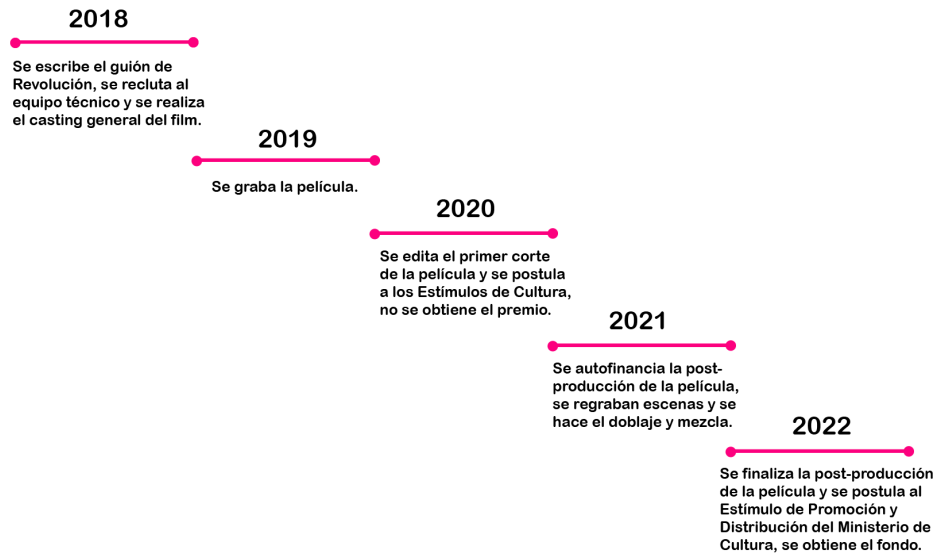 2018
Se escribe el guión de
Revolución, se recluta al
equipo técnico y se realiza
el casting general del film.
2019
Se graba la película.
2020
Se edita el primer corte
de la película y se postula
a los Estímulos de Cultura,
no se obtiene el premio.
2021
Se autofinancia la post-
producción de la película,
se regraban escenas y se
hace el doblaje y mezcla.
2022
Se finaliza la post-producción
de la película y se postula al
Estímulo de Promoción y
Distribución del Ministerio de
Cultura, se obtiene el fondo.